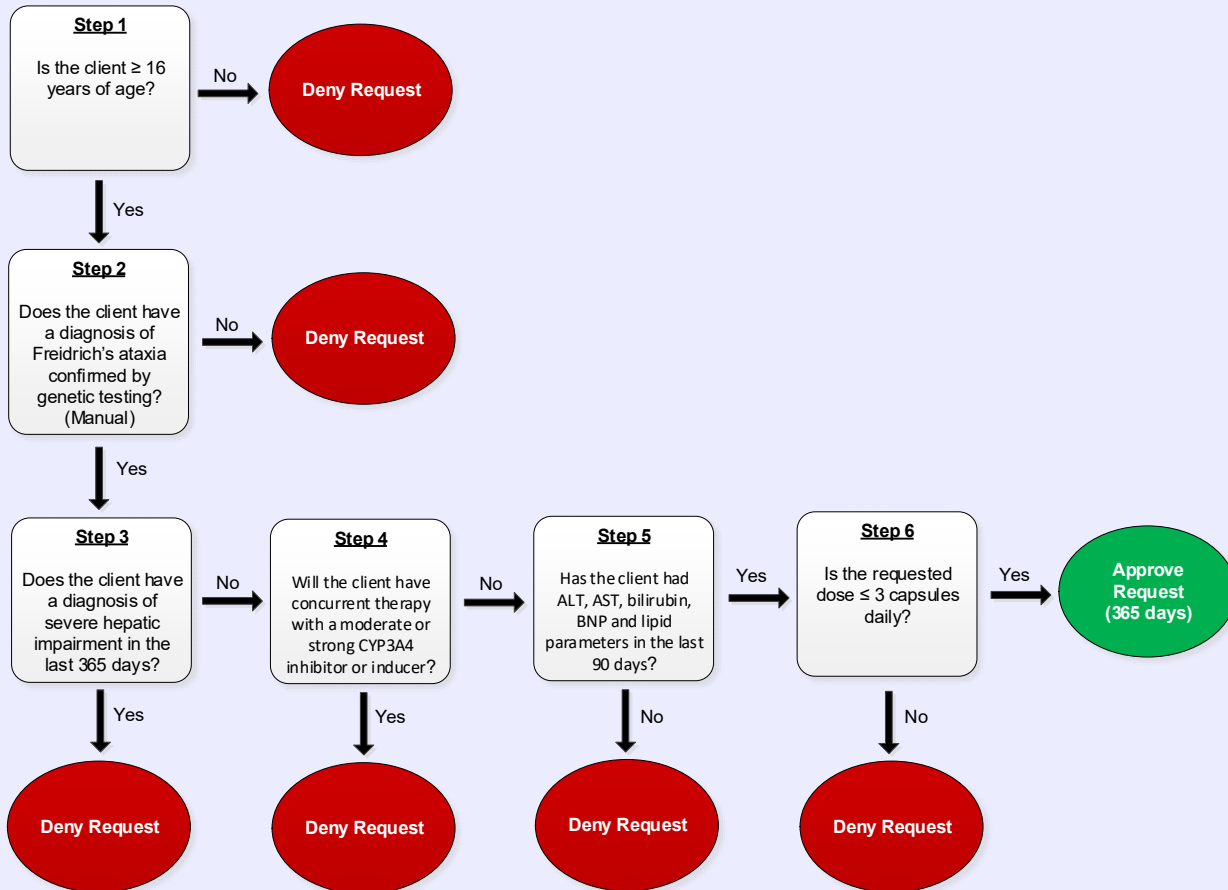 Step 1
Is the client ≥ 16
years of age?
No
Deny Request
Yes
Step 2
Does the client have
a diagnosis of
Freidrich's ataxia
confirmed by
genetic testing?
(Manual)
No
Deny Request
Yes
Step 3
Does the client have
a diagnosis of
severe hepatic
impairment in the
last 365 days?
No
Step 4
Will the client have
concurrent therapy
with a moderate or
strong CYP3A4
inhibitor or inducer?
No
Step 5
Has the client had
ALT, AST, bilirubin,
BNP and lipid
parameters in the last
90 days?
Yes
Step 6
Is the requested
dose ≤ 3 capsules
daily?
Yes
Approve
Request
(365 days)
Yes
Deny Request
Yes
Deny Request
No
Deny Request
No
Deny Request